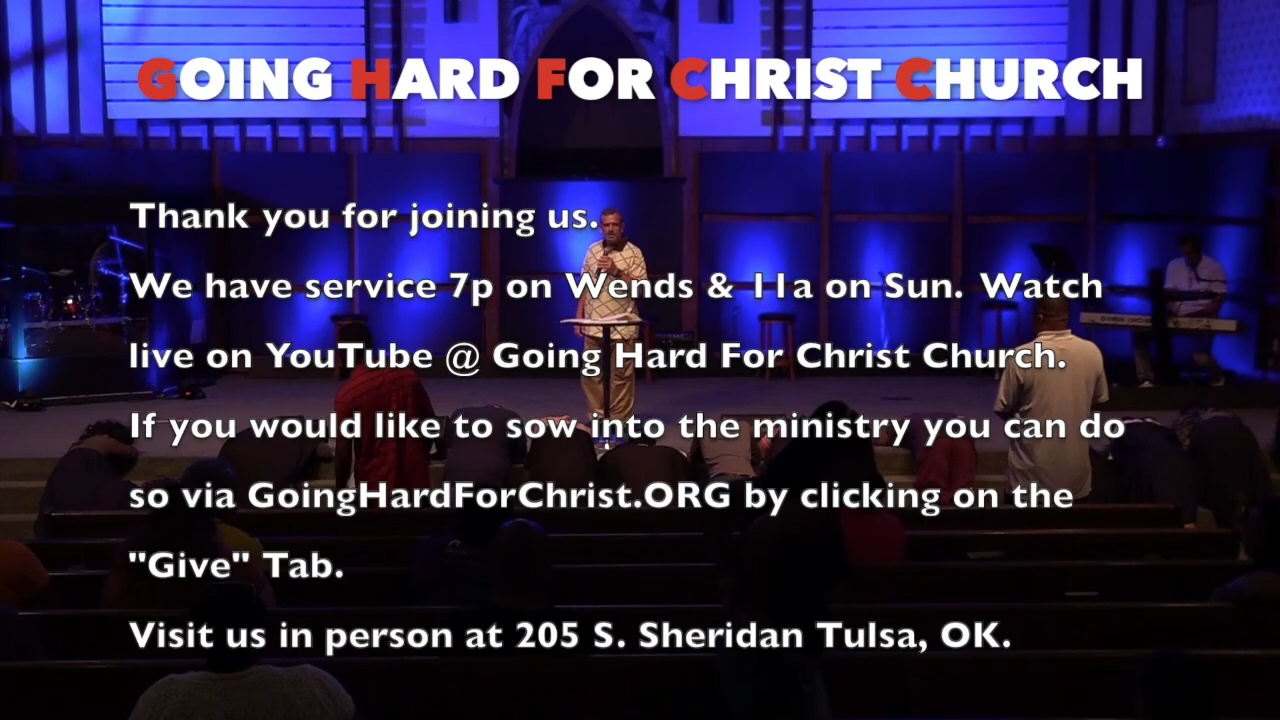 GOING HARD FOR CHRIST CHURCH
Thank you for joining us.
We have service 7p on Wends & 11a on Sun.  Watch
live on YouTube @ Going Hard For Christ Church.
If you would like to sow into the ministry you can do
so via GoingHardForChrist.ORG by clicking on the
"Give" Tab.
Visit us in person at 205 S. Sheridan Tulsa, OK.